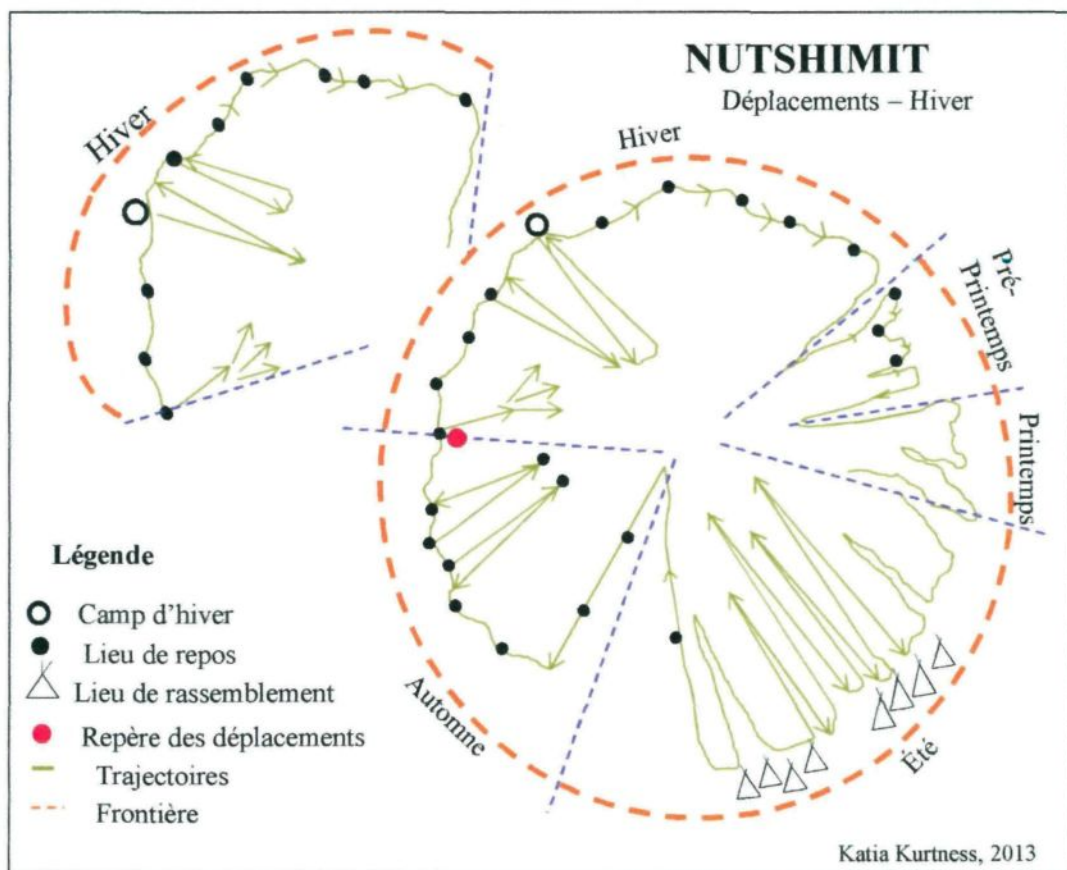 NUTSHIMIT
Déplacements – Hiver
Hiver
Hiver
Pré-
Printemps
Printemps
Été
Automne
Légende
Camp d'hiver
Lieu de repos
Lieu de rassemblement
Repère des déplacements
Trajectoires
Frontière
Katia Kurtness, 2013